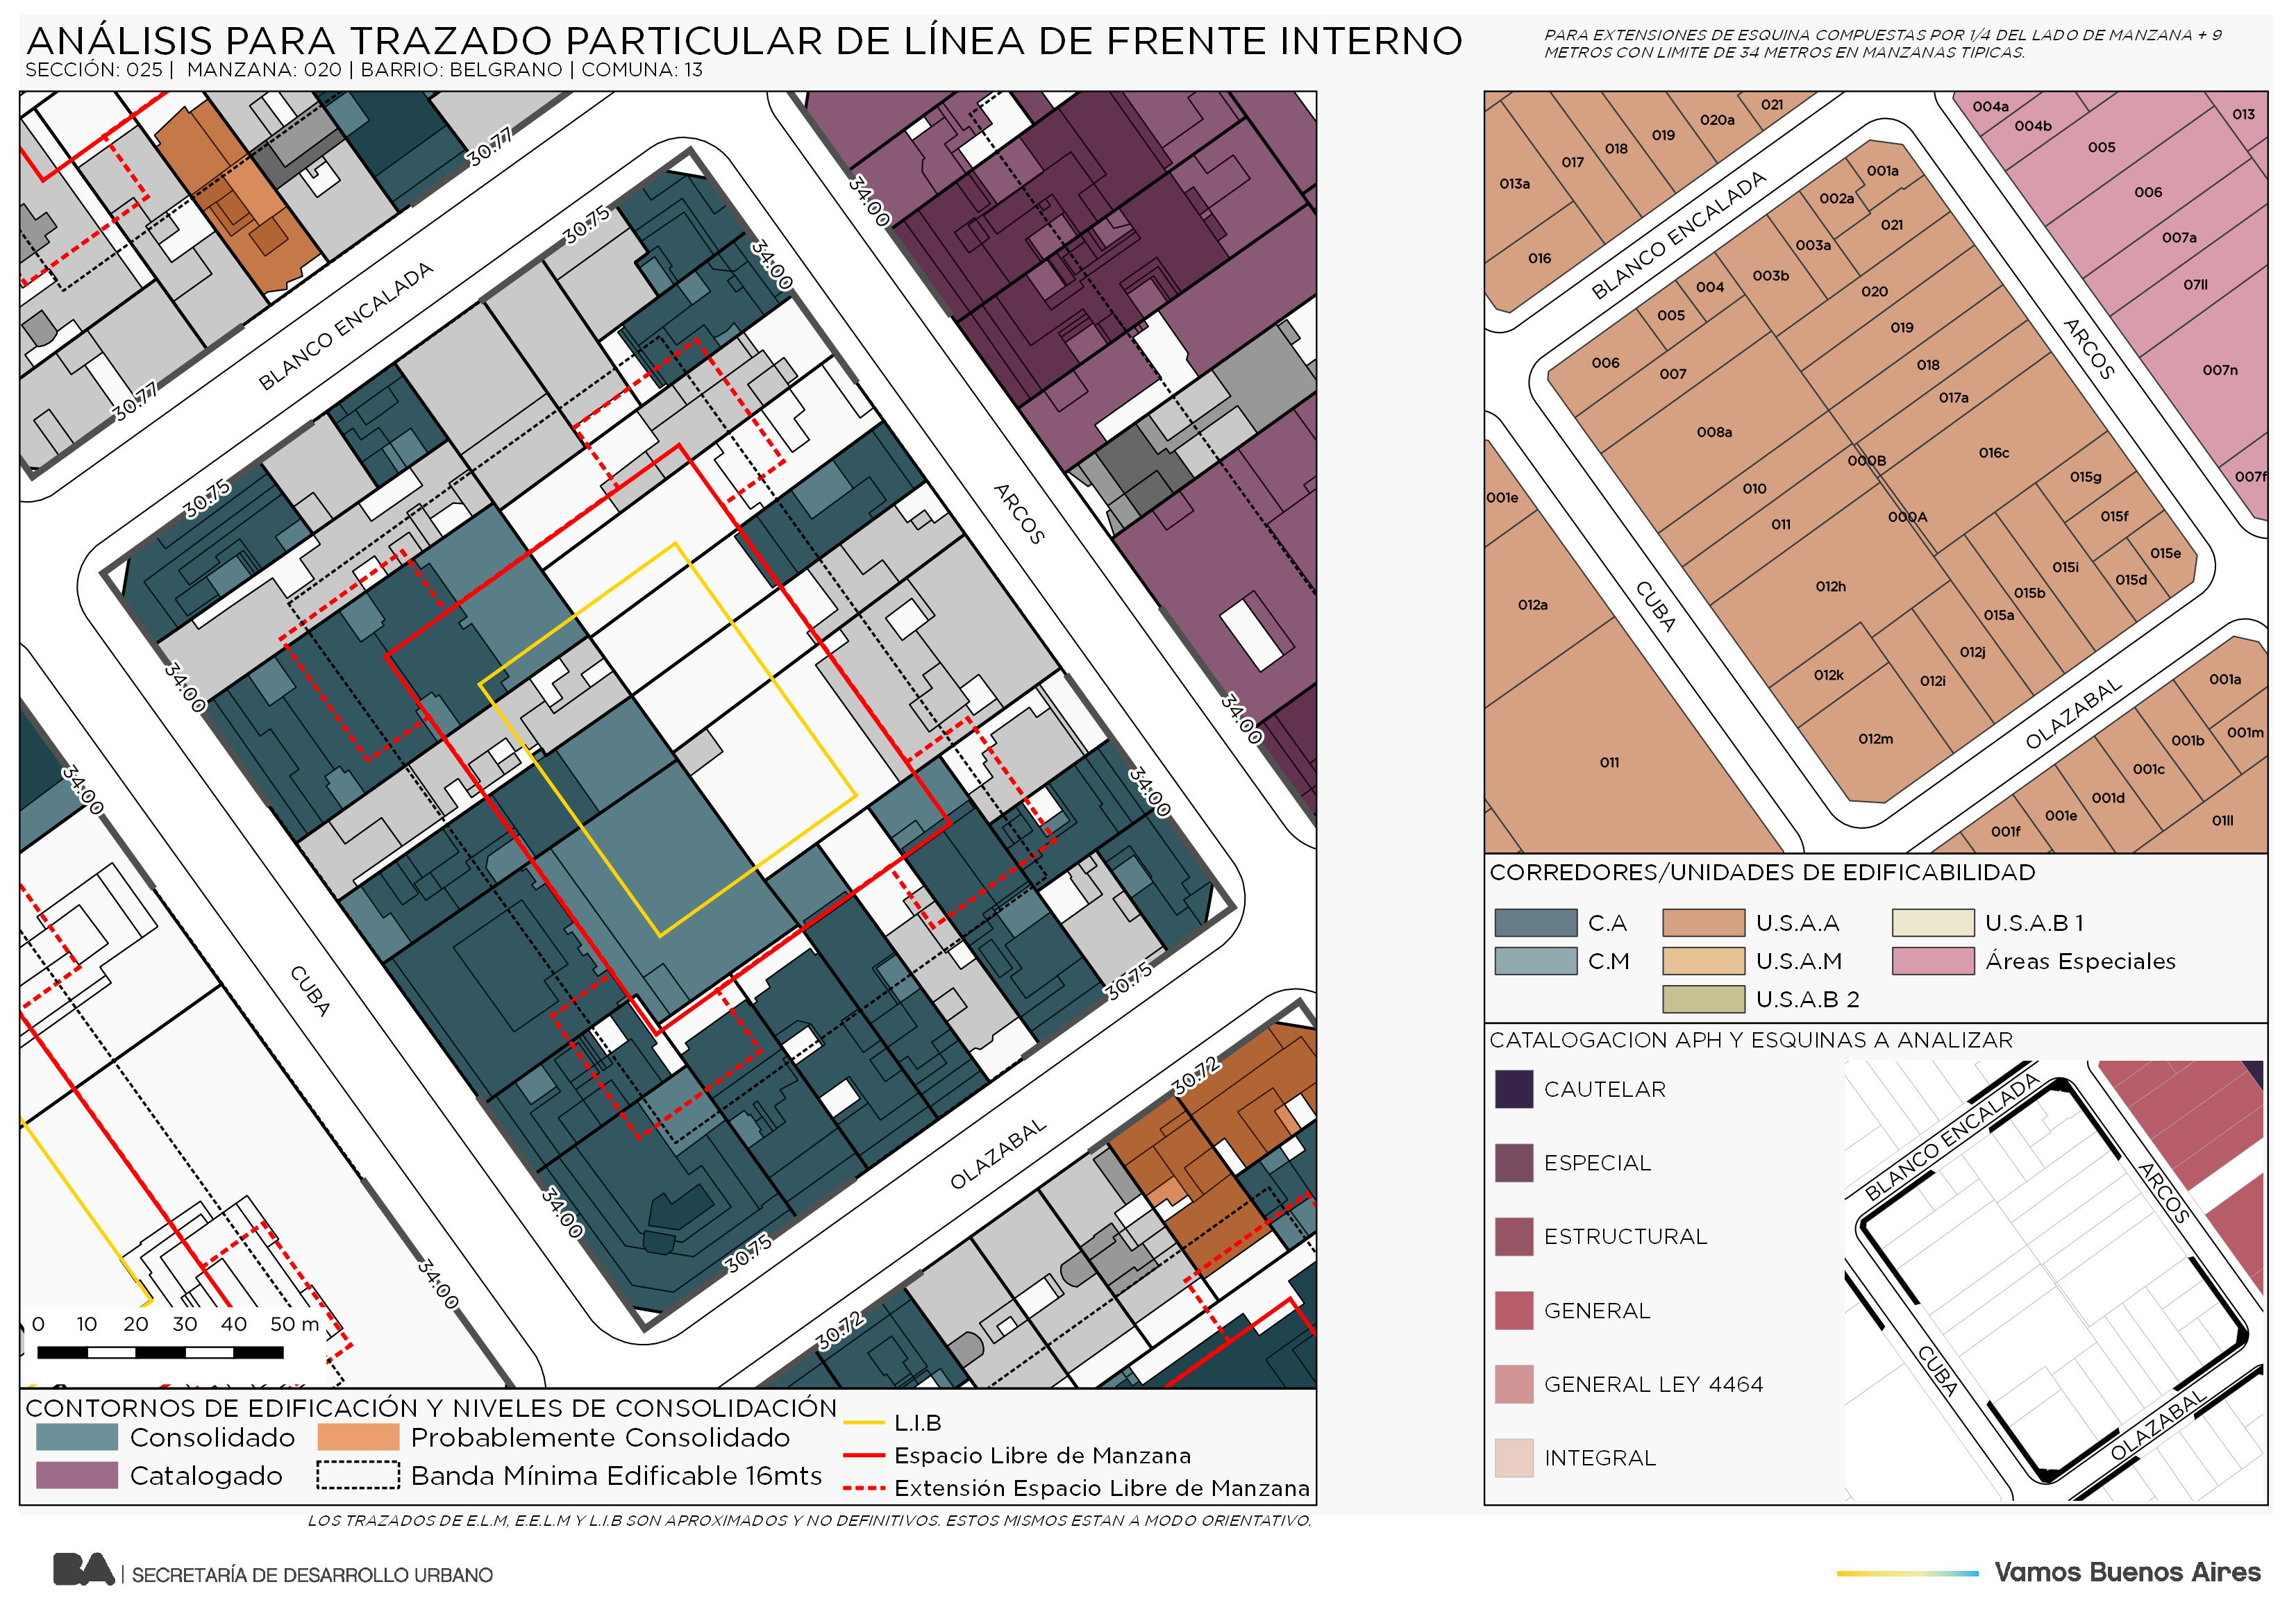 ANÁLISIS PARA TRAZADO PARTICULAR DE LÍNEA DE FRENTE INTERNO
SECCIÓN: 025 | MANZANA: 020 | BARRIO: BELGRANO | COMUNA: 13
PARA EXTENSIONES DE ESQUINA COMPUESTAS POR 1/4 DEL LADO DE MANZANA + 9
METROS CON LIMITE DE 34 METROS EN MANZANAS TIPICAS.
30.77
30.77
34.00
30.75
34.00
BLANCO ENCALADA
30.75
ARCOS
34.00
34.00
34.00
34.00
CUBA
30.75
34.00
34.00
30.75
OLAZABAL
30.72
30.72
0 10 20 30 40 50 m
CONTORNOS DE EDIFICACIÓN Y NIVELES DE CONSOLIDACIÓN
Consolidado
Probablemente Consolidado
Catalogado
Banda Mínima Edificable 16mts
L.I.B
Espacio Libre de Manzana
Extensión Espacio Libre de Manzana
LOS TRAZADOS DE E.L.M, E.E.L.M Y L.I.B SON APROXIMADOS Y NO DEFINITIVOS. ESTOS MISMOS ESTAN A MODO ORIENTATIVO.
013a
017
018
019
020a
021
016
004a
004b
013
005
006
007a
07ll
007n
007f
BLANCO ENCALADA
001a
002a
021
003a
003b
004
005
006
007
020
019
018
017a
008a
000B
016c
010
011
000A
015g
015f
015e
015d
015i
015b
015a
012h
012j
012k
012i
012m
ARCOS
CUBA
OLAZABAL
001e
012a
011
001a
001m
001b
001c
001d
001e
001f
01ll
CORREDORES/UNIDADES DE EDIFICABILIDAD
C.A
U.S.A.A
U.S.A.B 1
C.M
U.S.A.M
Áreas Especiales
U.S.A.B 2
CATALOGACION APH Y ESQUINAS A ANALIZAR
CAUTELAR
ESPECIAL
ESTRUCTURAL
GENERAL
GENERAL LEY 4464
INTEGRAL
BLANCO ENCALADA
ARCOS
CUBA
OLAZABAL
BA | SECRETARÍA DE DESARROLLO URBANO
Vamos Buenos Aires